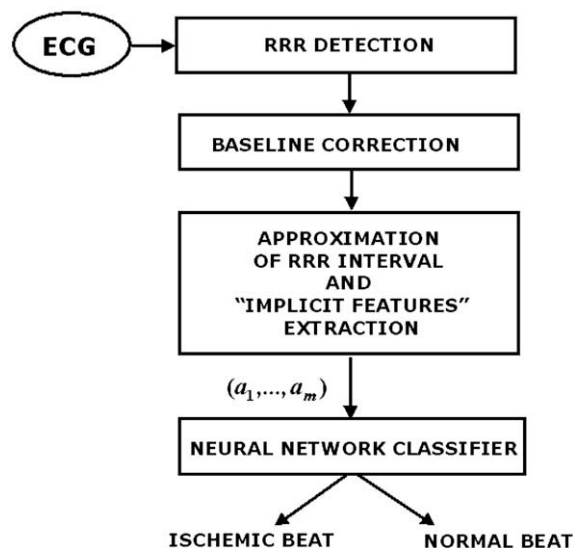 ECG
RRR DETECTION
BASELINE CORRECTION
APPROXIMATION
OF RRR INTERVAL
AND
“IMPLICIT FEATURES”
EXTRACTION
(a₁,...,aₘ)
NEURAL NETWORK CLASSIFIER
ISCHEMIC BEAT
NORMAL BEAT